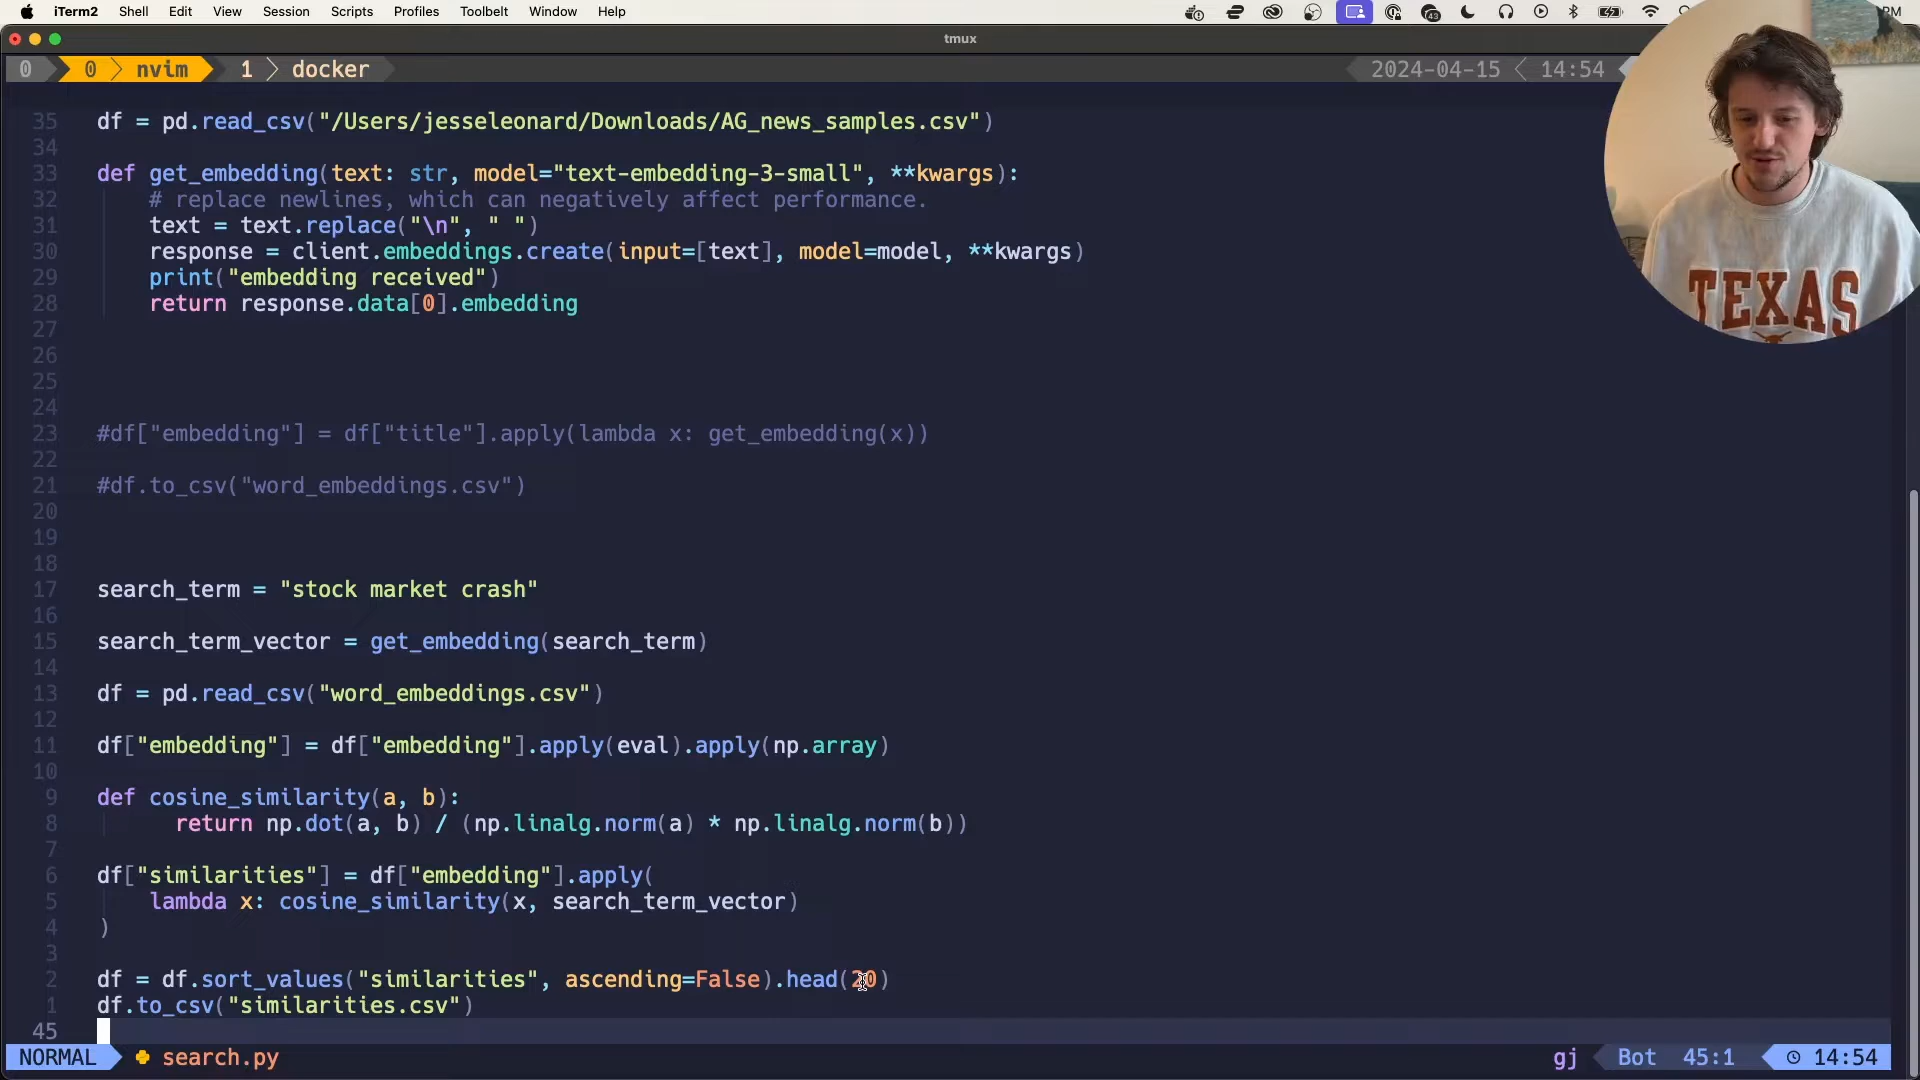 iTerm2 Shell Edit View Session Scripts Profiles Toolbelt Window Help 43
tmux
0 0 nvim 1 docker 2024-04-15 14:54
35 df = pd.read_csv("/Users/jesseleonard/Downloads/AG_news_samples.csv")
34
33 def get_embedding(text: str, model="text-embedding-3-small", **kwargs):
32 # replace newlines, which can negatively affect performance.
31 text = text.replace("\n", " ")
30 response = client.embeddings.create(input=[text], model=model, **kwargs)
29 print("embedding received")
28 return response.data[0].embedding
27
26
25
24
23 #df["embedding"] = df["title"].apply(lambda x: get_embedding(x))
22
21 #df.to_csv("word_embeddings.csv")
20
19
18
17 search_term = "stock market crash"
16
15 search_term_vector = get_embedding(search_term)
14
13 df = pd.read_csv("word_embeddings.csv")
12
11 df["embedding"] = df["embedding"].apply(eval).apply(np.array)
10
9 def cosine_similarity(a, b):
8 return np.dot(a, b) / (np.linalg.norm(a) * np.linalg.norm(b))
7
6 df["similarities"] = df["embedding"].apply(
5 lambda x: cosine_similarity(x, search_term_vector)
4 )
3
2 df = df.sort_values("similarities", ascending=False).head(20)
1 df.to_csv("similarities.csv")
45
NORMAL search.py gj Bot 45:1 14:54
TEXAS